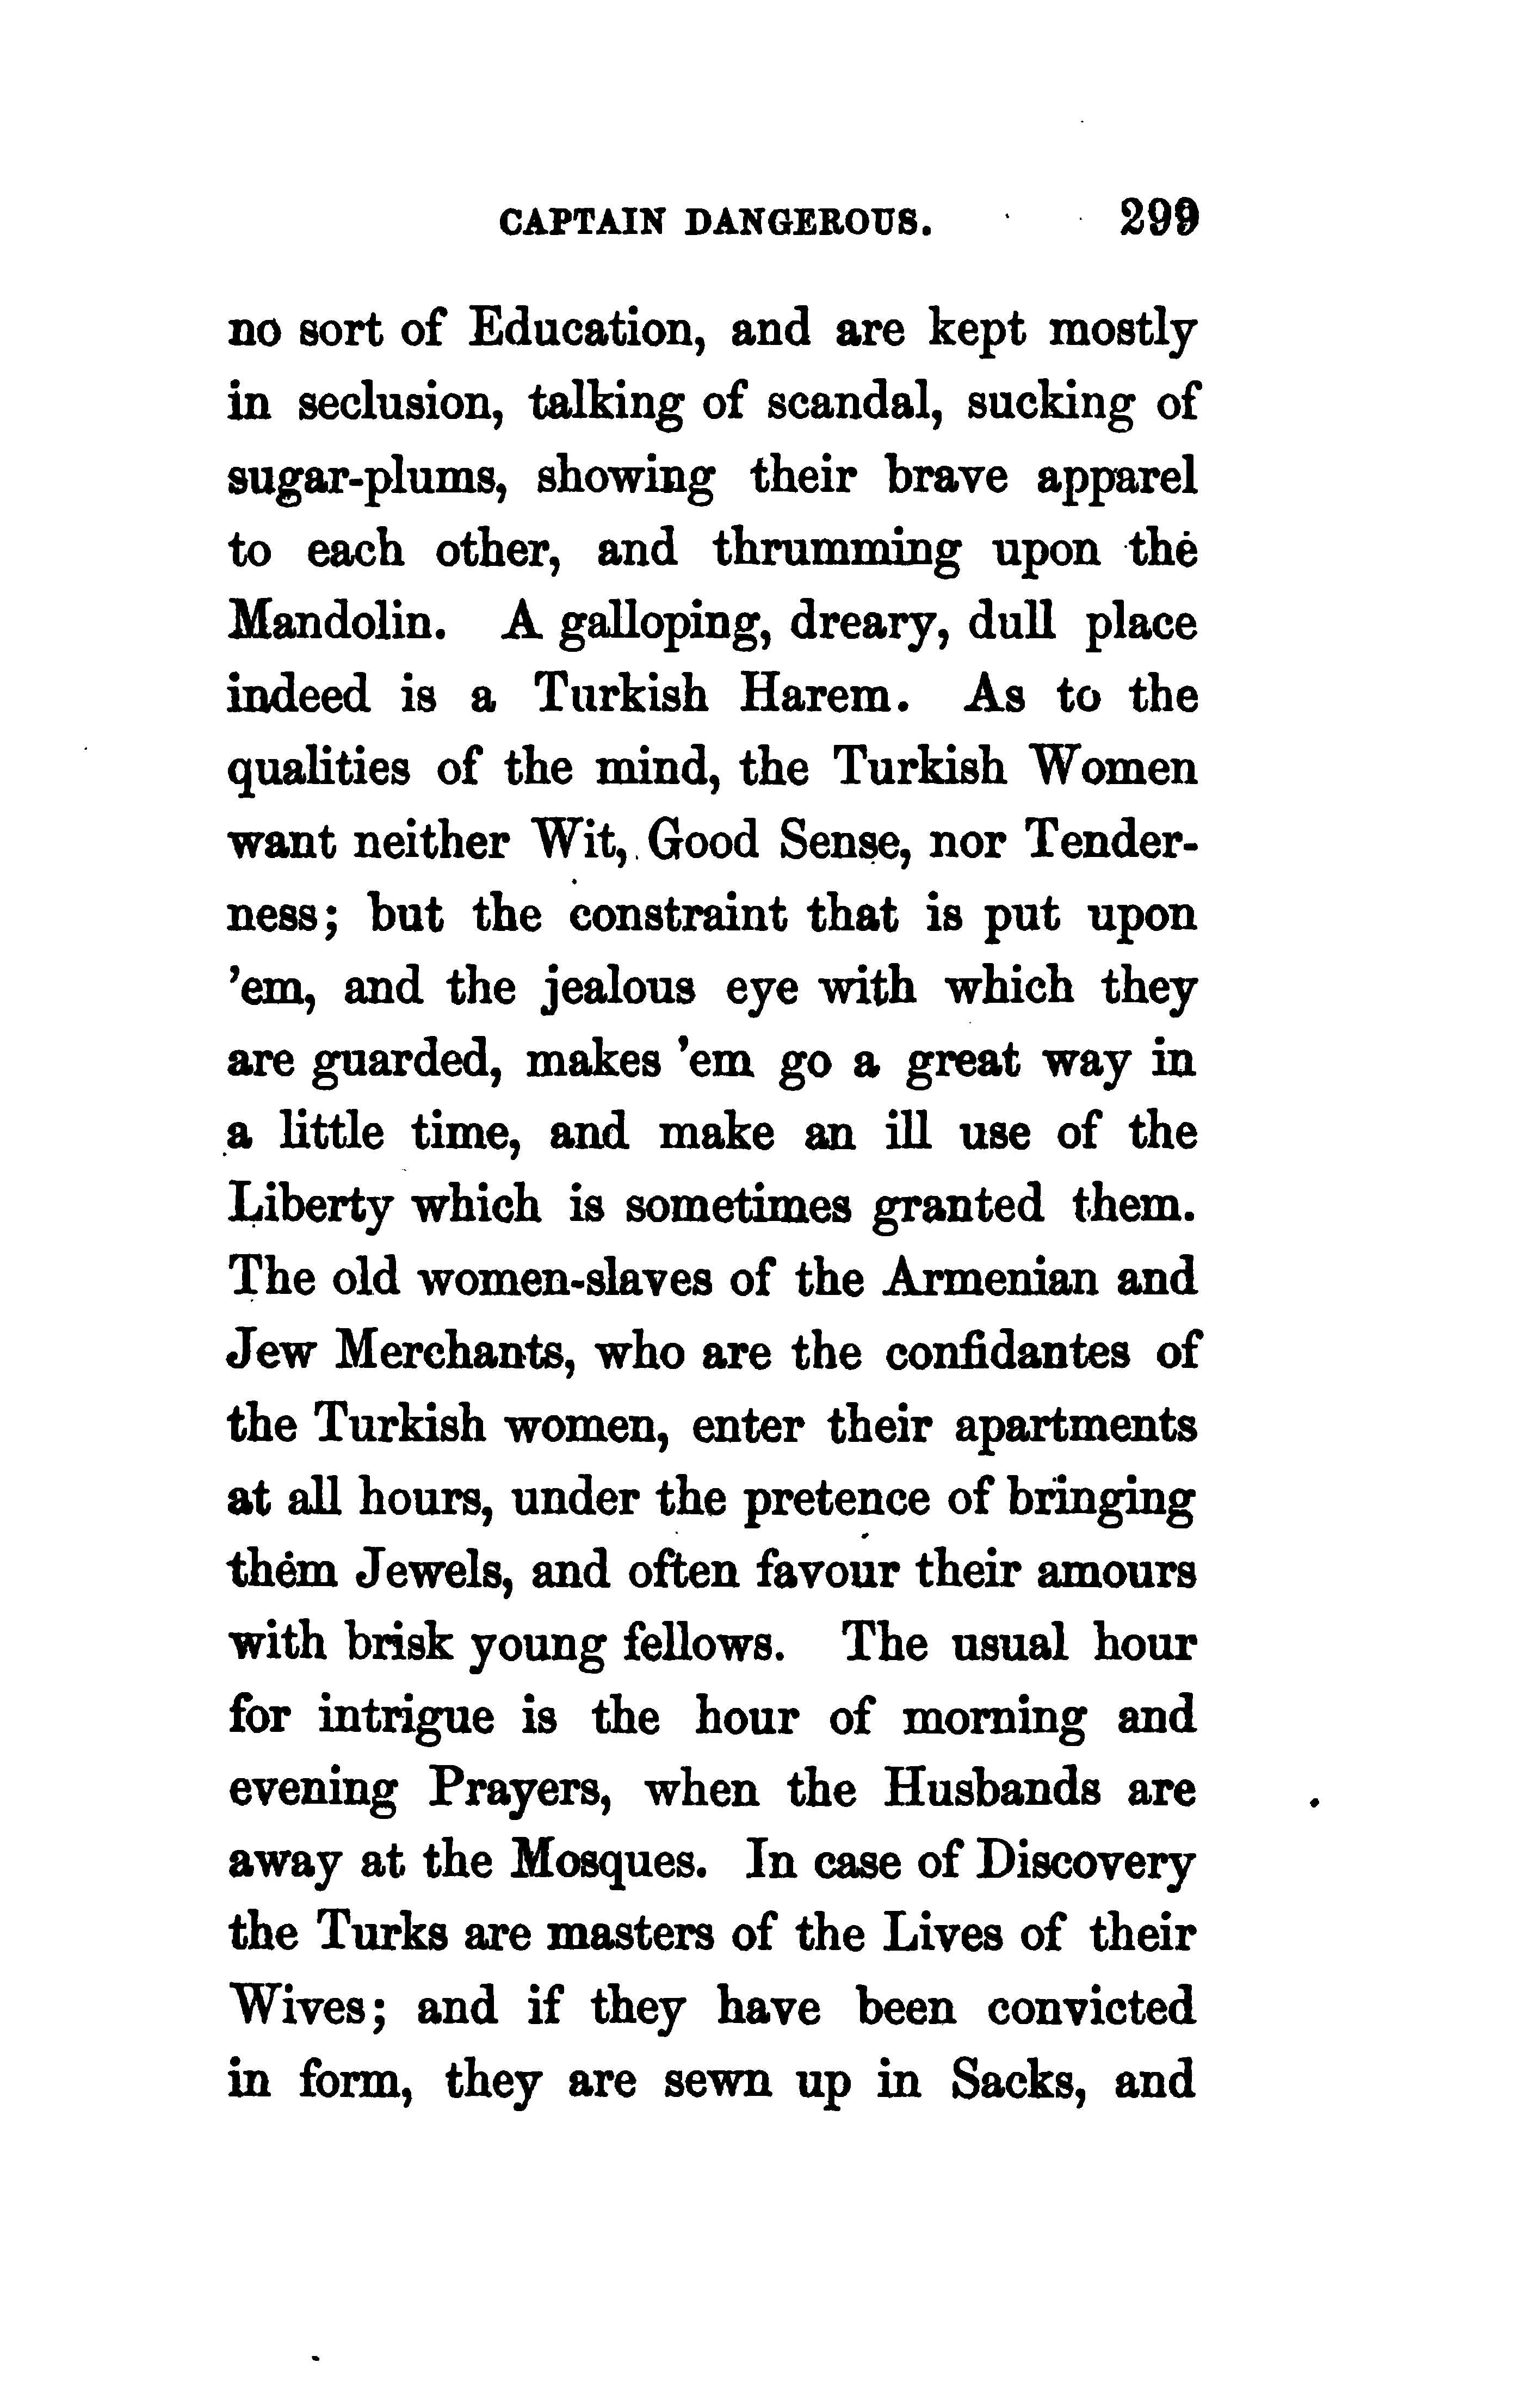 CAPTAIN DANGEROUS. 299
no sort of Education, and are kept mostly
in seclusion, talking of scandal, sucking of
sugar-plums, showing their brave apparel
to each other, and thrumming upon the
Mandolin. A galloping, dreary, dull place
indeed is a Turkish Harem. As to the
qualities of the mind, the Turkish Women
want neither Wit, Good Sense, nor Tender-
ness; but the constraint that is put upon
’em, and the jealous eye with which they
are guarded, makes ’em go a great way in
a little time, and make an ill use of the
Liberty which is sometimes granted them.
The old women-slaves of the Armenian and
Jew Merchants, who are the confidantes of
the Turkish women, enter their apartments
at all hours, under the pretence of bringing
them Jewels, and often favour their amours
with brisk young fellows. The usual hour
for intrigue is the hour of morning and
evening Prayers, when the Husbands are
away at the Mosques. In case of Discovery
the Turks are masters of the Lives of their
Wives; and if they have been convicted
in form, they are sewn up in Sacks, and